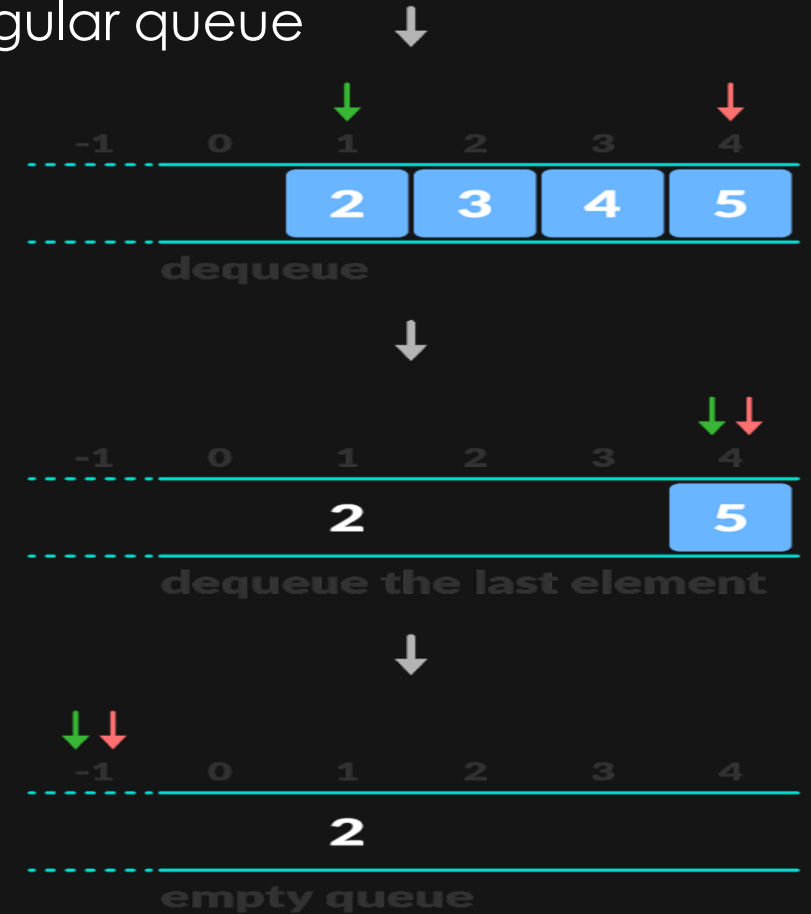 gular queue
-1 0 1 2 3 4
2 3 4 5
dequeue
-1 0 1 2 3 4
2 5
dequeue the last element
-1 0 1 2 3 4
2
empty queue